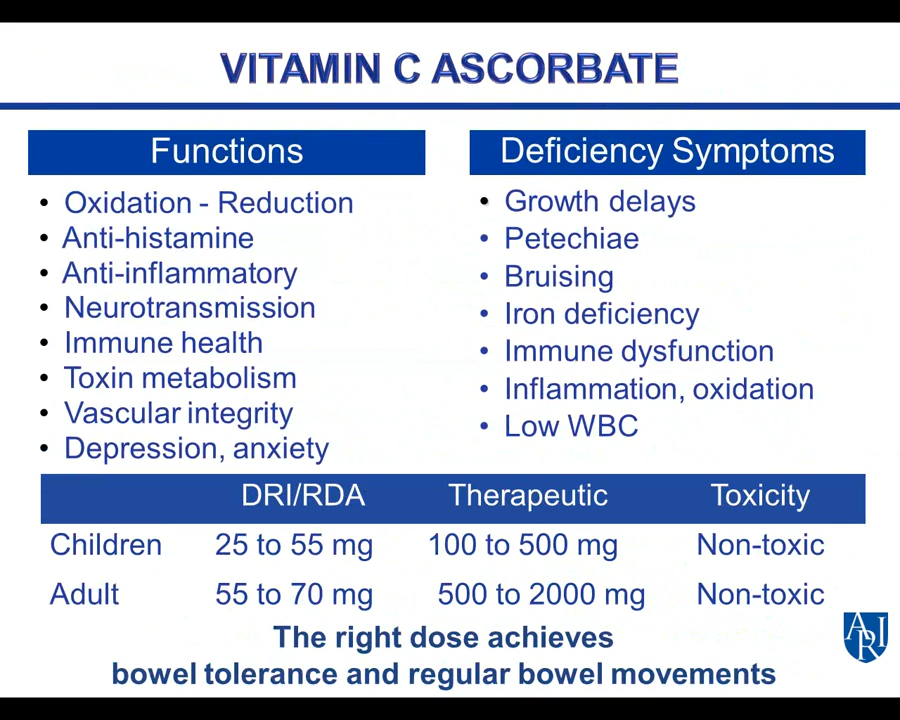 VITAMIN C ASCORBATE
Functions
• Oxidation - Reduction
• Anti-histamine
• Anti-inflammatory
• Neurotransmission
• Immune health
• Toxin metabolism
• Vascular integrity
• Depression, anxiety
Deficiency Symptoms
• Growth delays
• Petechiae
• Bruising
• Iron deficiency
• Immune dysfunction
• Inflammation, oxidation
• Low WBC
DRI/RDA Therapeutic Toxicity
Children 25 to 55 mg 100 to 500 mg Non-toxic
Adult 55 to 70 mg 500 to 2000 mg Non-toxic
The right dose achieves
bowel tolerance and regular bowel movements
ARI